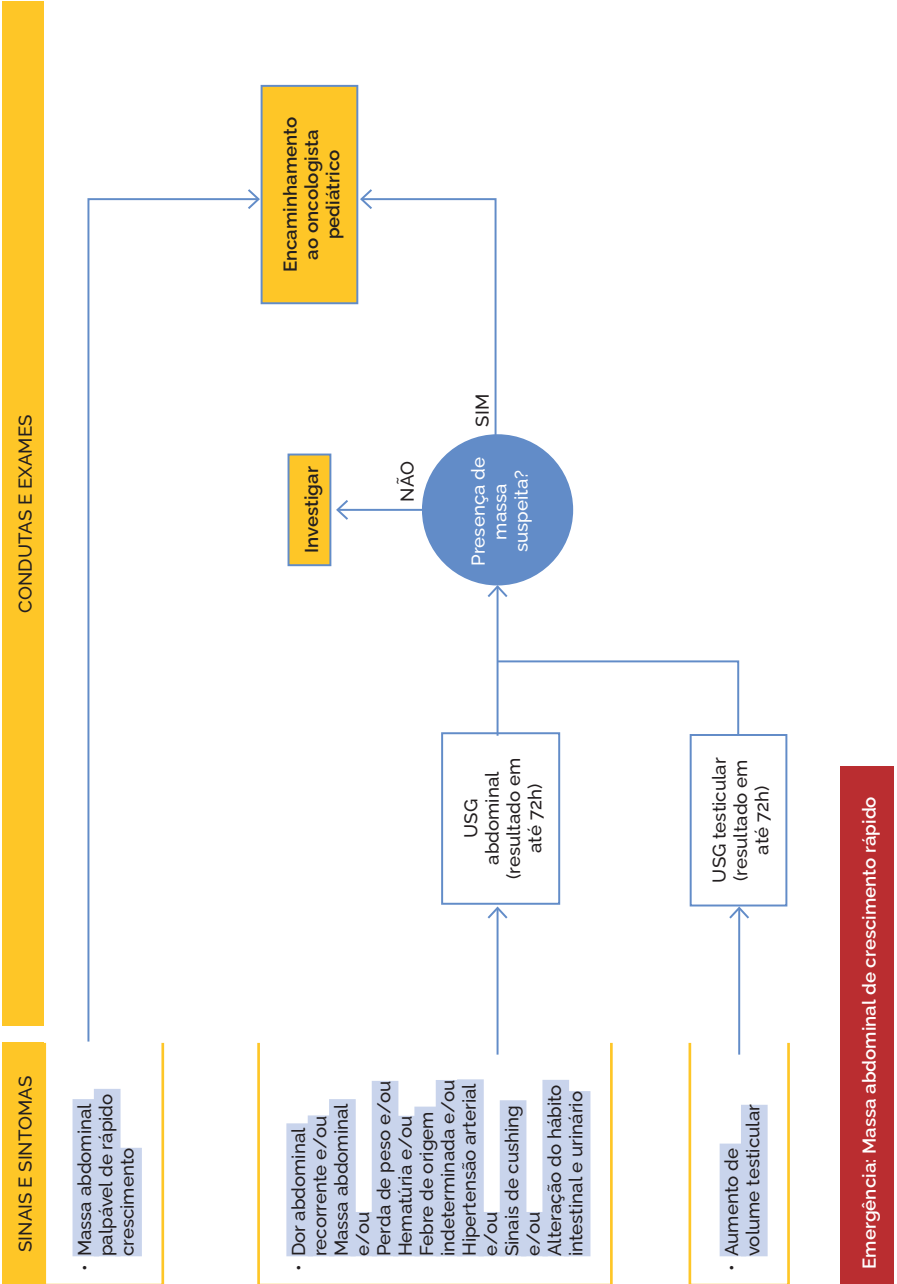 SINAIS E SINTOMAS
CONDUTAS E EXAMES
• Massa abdominal
palpável de rápido
crescimento
Encaminhamento
ao oncologista
pediátrico
• Dor abdominal
recorrente e/ou
Massa abdominal
e/ou
Perda de peso e/ou
Hematúria e/ou
Febre de origem
indeterminada e/ou
Hipertensão arterial
e/ou
Sinais de cushing
e/ou
Alteração do hábito
intestinal e urinário
USG
abdominal
(resultado em
até 72h)
Presença de
massa
suspeita?
NÃO
Investigar
SIM
• Aumento de
volume testicular
USG testicular
(resultado em
até 72h)
Emergência: Massa abdominal de crescimento rápido